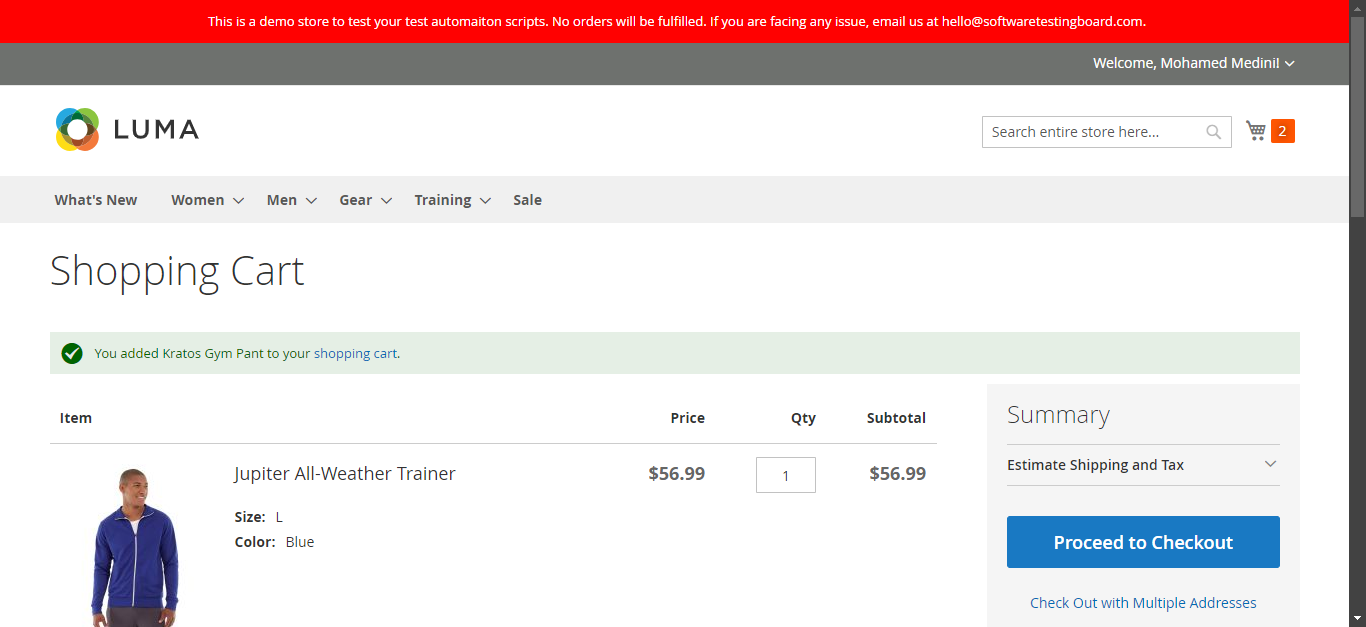 This is a demo store to test your test automaiton scripts. No orders will be fulfilled. If you are facing any issue, email us at hello@softwaretestingboard.com.
Welcome, Mohamed Medini!
LUMA
Search entire store here...
2
What's New Women Men Gear Training Sale
Shopping Cart
You added Kratos Gym Pant to your shopping cart.
Item Price Qty Subtotal
Jupiter All-Weather Trainer $56.99 1 $56.99
Size: L
Color: Blue
Summary
Estimate Shipping and Tax
Proceed to Checkout
Check Out with Multiple Addresses